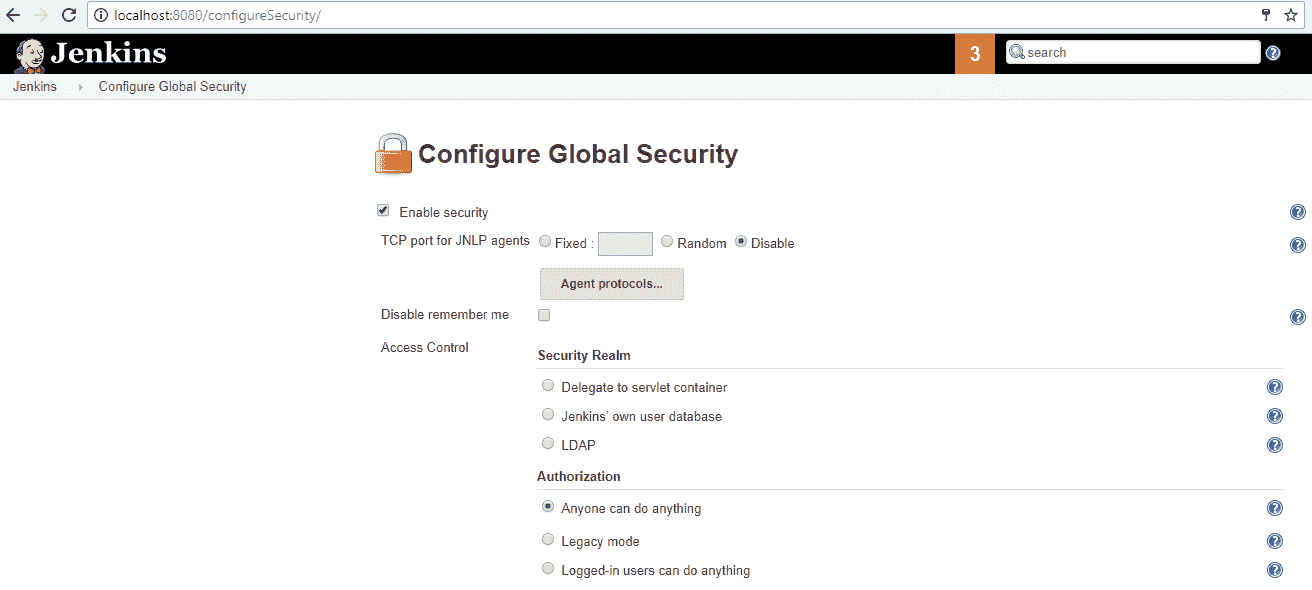 localhost:8080/configureSecurity/
Jenkins 3 search
Jenkins Configure Global Security
Configure Global Security
Enable security
TCP port for JNLP agents Fixed : Random Disable
Agent protocols...
Disable remember me
Access Control
Security Realm
Delegate to servlet container
Jenkins’ own user database
LDAP
Authorization
Anyone can do anything
Legacy mode
Logged-in users can do anything